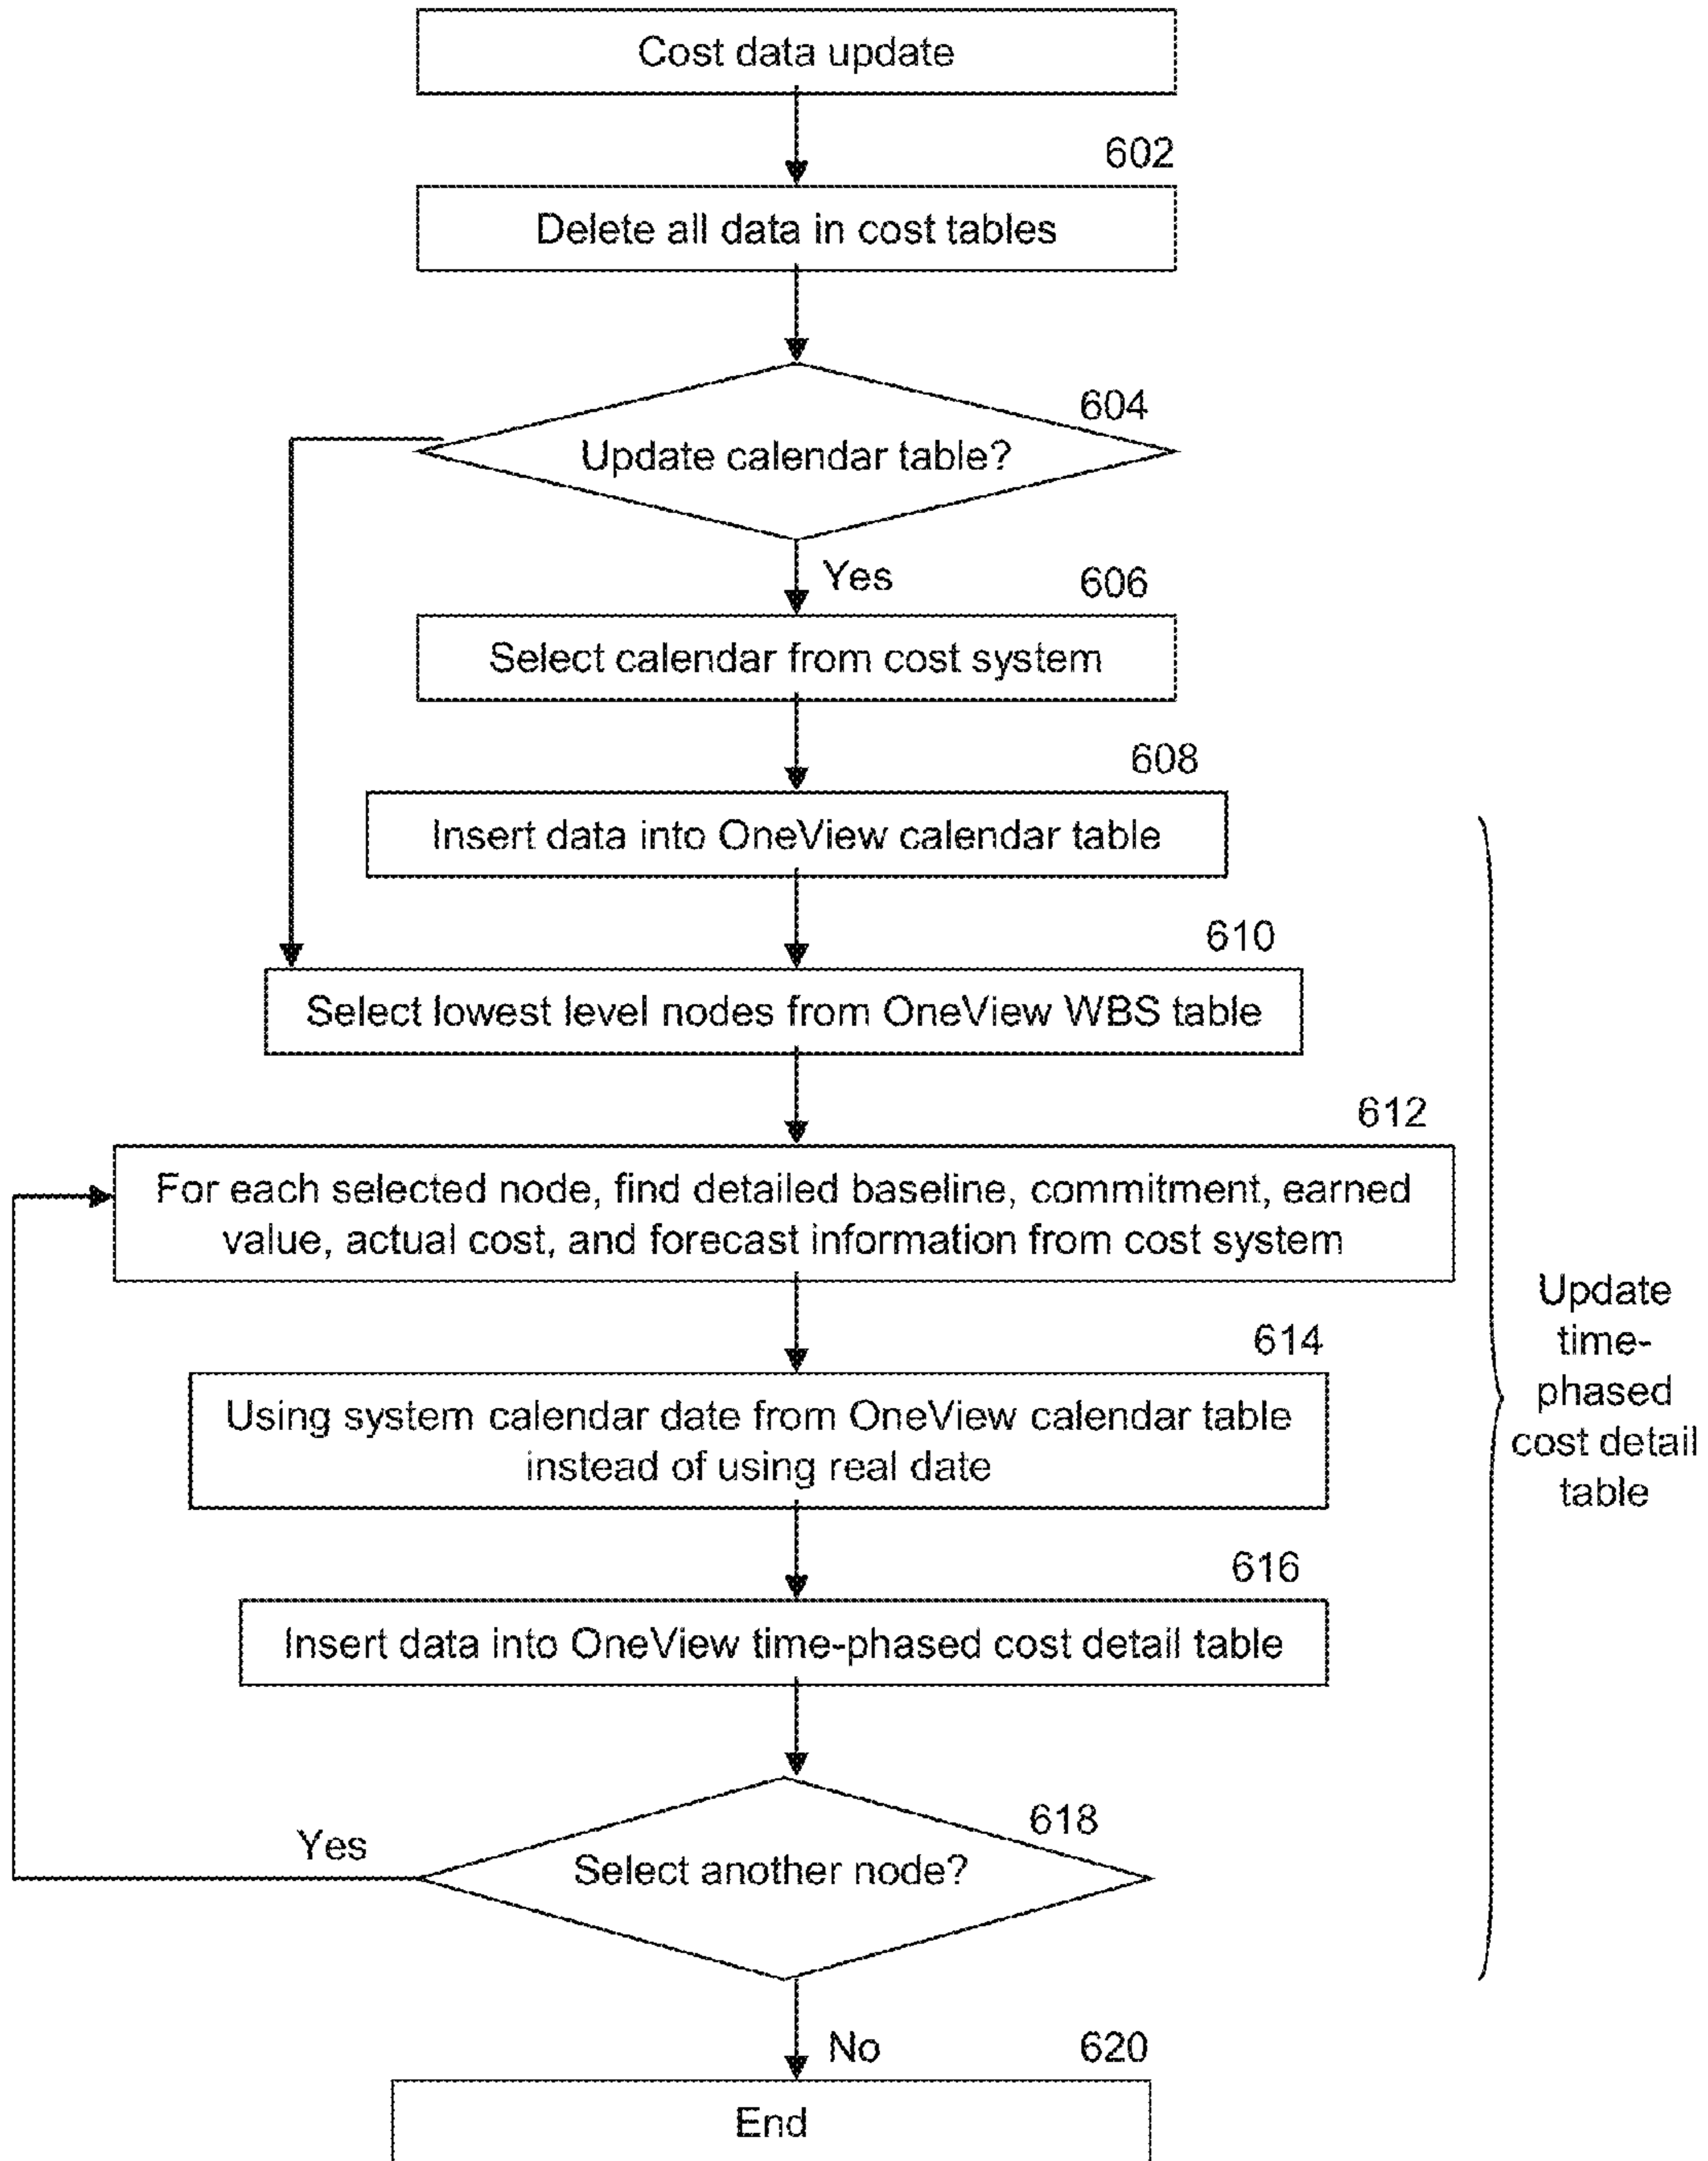 Cost data update
602
Delete all data in cost tables
604
Update calendar table?
Yes
606
Select calendar from cost system
608
Insert data into OneView calendar table
610
Select lowest level nodes from OneView WBS table
612
For each selected node, find detailed baseline, commitment, earned
value, actual cost, and forecast information from cost system
614
Using system calendar date from OneView calendar table
instead of using real date
616
Insert data into OneView time-phased cost detail table
618
Yes
Select another node?
No
620
End
Update
time-
phased
cost detail
table